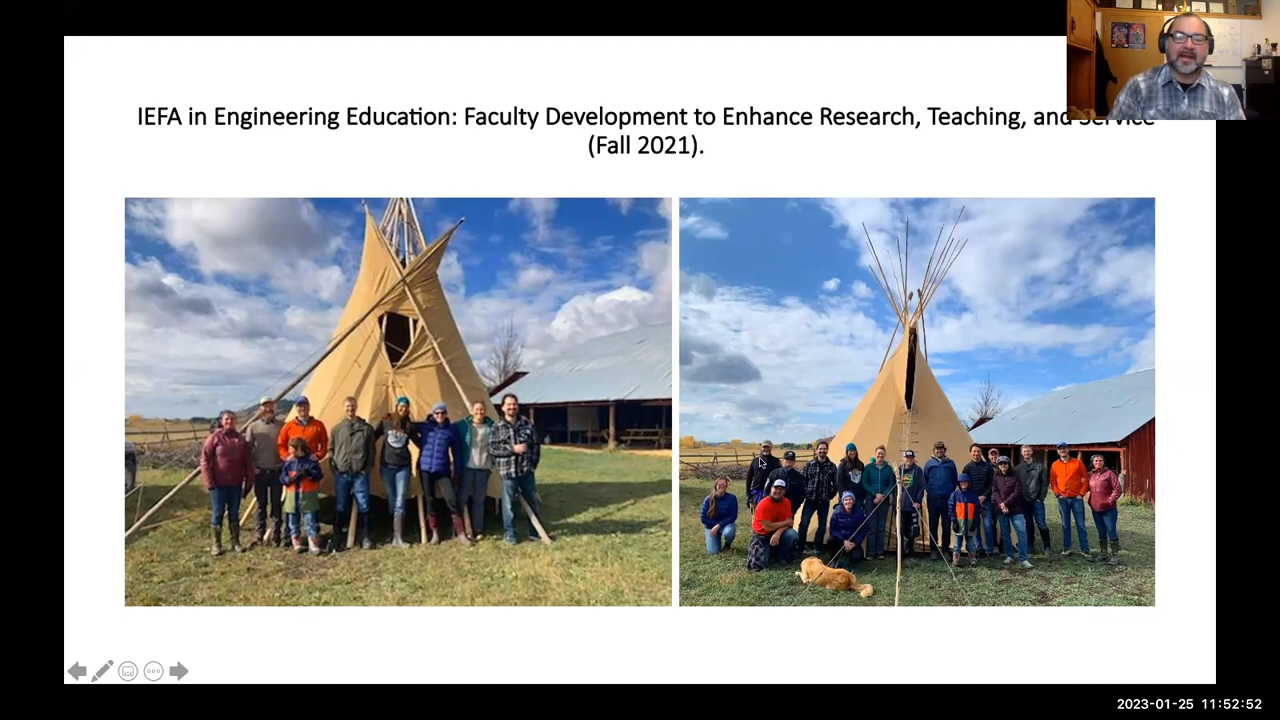 IEFA in Engineering Education: Faculty Development to Enhance Research, Teaching, and Service
(Fall 2021).
2023-01-25 11:52:52